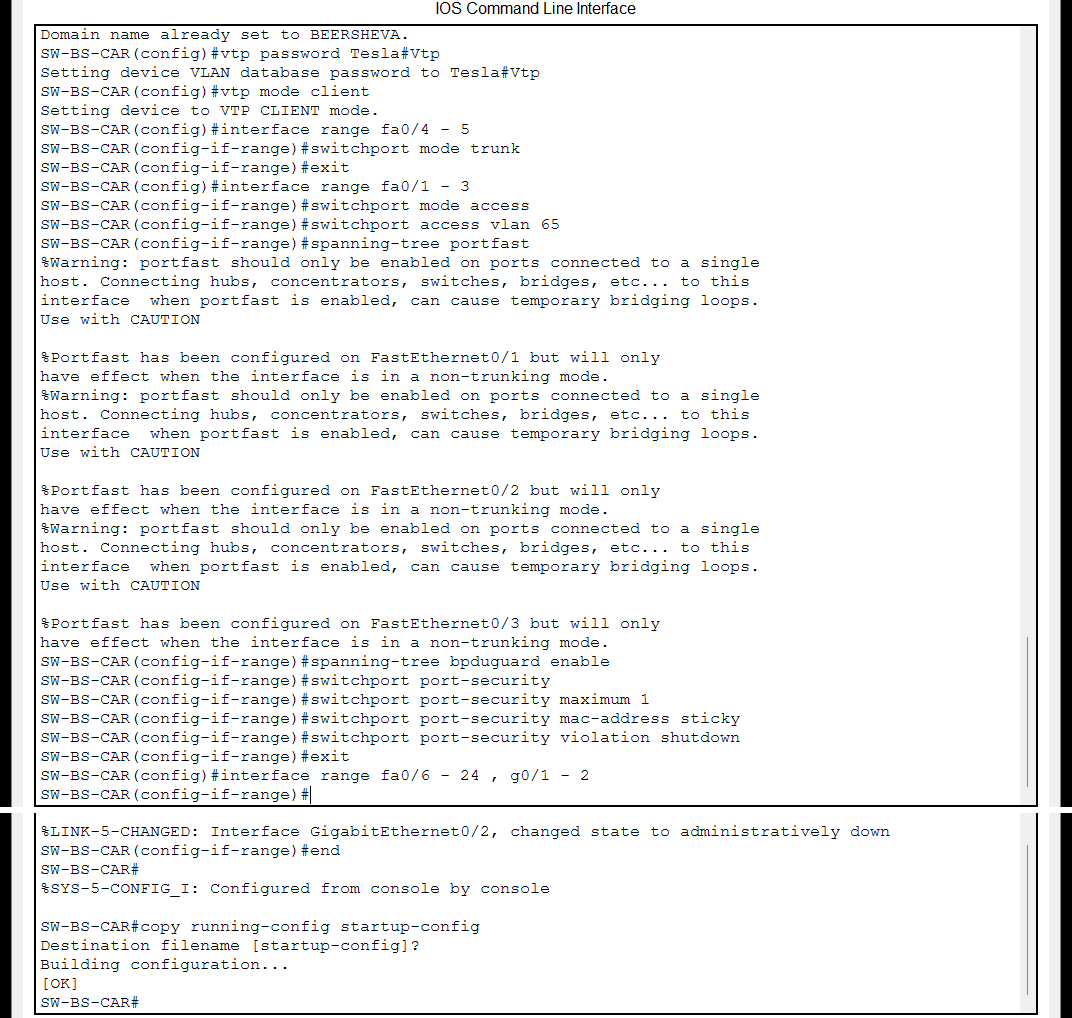 IOS Command Line Interface
Domain name already set to BEERSHEVA.
SW-BS-CAR(config)#vtp password Tesla#Vtp
Setting device VLAN database password to Tesla#Vtp
SW-BS-CAR(config)#vtp mode client
Setting device to VTP CLIENT mode.
SW-BS-CAR(config)#interface range fa0/4 - 5
SW-BS-CAR(config-if-range)#switchport mode trunk
SW-BS-CAR(config-if-range)#exit
SW-BS-CAR(config)#interface range fa0/1 - 3
SW-BS-CAR(config-if-range)#switchport mode access
SW-BS-CAR(config-if-range)#switchport access vlan 65
SW-BS-CAR(config-if-range)#spanning-tree portfast
%Warning: portfast should only be enabled on ports connected to a single
host. Connecting hubs, concentrators, switches, bridges, etc... to this
interface  when portfast is enabled, can cause temporary bridging loops.
Use with CAUTION

%Portfast has been configured on FastEthernet0/1 but will only
have effect when the interface is in a non-trunking mode.
%Warning: portfast should only be enabled on ports connected to a single
host. Connecting hubs, concentrators, switches, bridges, etc... to this
interface  when portfast is enabled, can cause temporary bridging loops.
Use with CAUTION

%Portfast has been configured on FastEthernet0/2 but will only
have effect when the interface is in a non-trunking mode.
%Warning: portfast should only be enabled on ports connected to a single
host. Connecting hubs, concentrators, switches, bridges, etc... to this
interface  when portfast is enabled, can cause temporary bridging loops.
Use with CAUTION

%Portfast has been configured on FastEthernet0/3 but will only
have effect when the interface is in a non-trunking mode.
SW-BS-CAR(config-if-range)#spanning-tree bpduguard enable
SW-BS-CAR(config-if-range)#switchport port-security
SW-BS-CAR(config-if-range)#switchport port-security maximum 1
SW-BS-CAR(config-if-range)#switchport port-security mac-address sticky
SW-BS-CAR(config-if-range)#switchport port-security violation shutdown
SW-BS-CAR(config-if-range)#exit
SW-BS-CAR(config)#interface range fa0/6 - 24 , g0/1 - 2
SW-BS-CAR(config-if-range)#
%LINK-5-CHANGED: Interface GigabitEthernet0/2, changed state to administratively down
SW-BS-CAR(config-if-range)#end
SW-BS-CAR#
%SYS-5-CONFIG_I: Configured from console by console

SW-BS-CAR#copy running-config startup-config
Destination filename [startup-config]?
Building configuration...
[OK]
SW-BS-CAR#